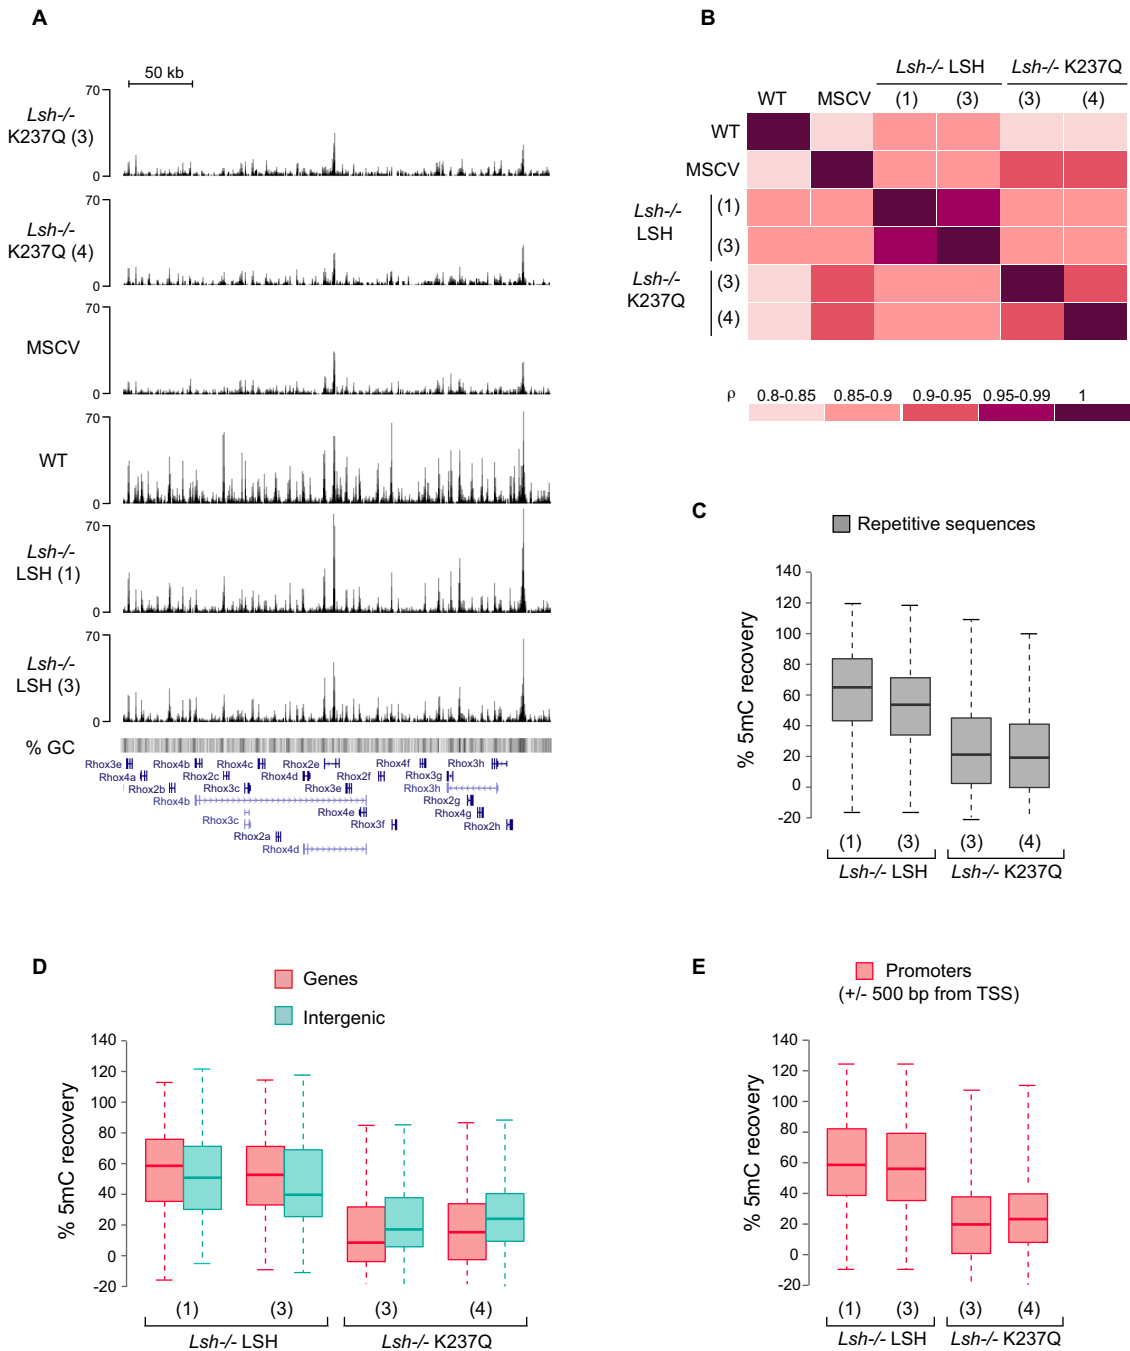 A
50 kb
70
Lsh-/-
K237Q (3)
0
70
Lsh-/-
K237Q (4)
0
70
MSCV
0
70
WT
0
70
Lsh-/-
LSH (1)
0
70
Lsh-/-
LSH (3)
0
% GC
Rhox3e Rhox4b Rhox4c Rhox2e Rhox4f Rhox3h
Rhox4a Rhox2c Rhox4d Rhox2f Rhox3g
Rhox2b Rhox3c Rhox3e Rhox3h
Rhox4b Rhox2g
Rhox4e Rhox4g
Rhox3c Rhox3f Rhox2h
Rhox2a
Rhox4d
B
Lsh-/- LSH Lsh-/- K237Q
WT MSCV (1) (3) (3) (4)
WT
MSCV
Lsh-/-
LSH
(1)
(3)
Lsh-/-
K237Q
(3)
(4)
ρ 0.8-0.85 0.85-0.9 0.9-0.95 0.95-0.99 1
C
Repetitive sequences
% 5mC recovery
140
120
100
80
60
40
20
0
-20
(1) (3) (3) (4)
Lsh-/- LSH Lsh-/- K237Q
D
Genes
Intergenic
% 5mC recovery
140
120
100
80
60
40
20
0
-20
(1) (3) (3) (4)
Lsh-/- LSH Lsh-/- K237Q
E
Promoters
(+/- 500 bp from TSS)
% 5mC recovery
140
120
100
80
60
40
20
0
-20
(1) (3) (3) (4)
Lsh-/- LSH Lsh-/- K237Q